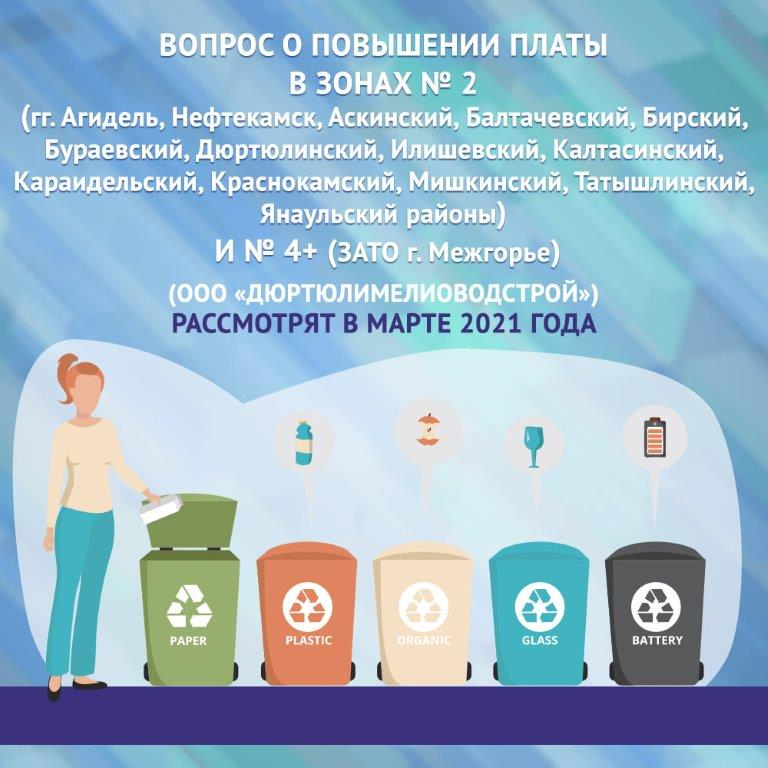 ВОПРОС О ПОВЫШЕНИИ ПЛАТЫ
В ЗОНАХ № 2
(гг. Агидель, Нефтекамск, Аскинский, Балтачевский, Бирский,
Бураевский, Дюртюлинский, Илишевский, Калтасинский,
Караидельский, Краснокамский, Мишкинский, Татышлинский,
Янаульский районы)
И № 4+ (ЗАТО г. Межгорье)
(ООО «ДЮРТЮЛИМЕЛИОВОДСТРОЙ»)
РАССМОТРЯТ В МАРТЕ 2021 ГОДА
PAPER
PLASTIC
ORGANIC
GLASS
BATTERY